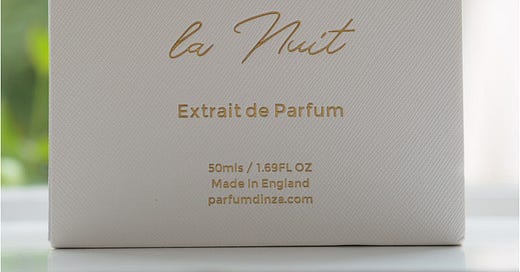 la Nuit
Extrait de Parfum
50mls / 1.69FL OZ
Made in England
parfumdinza.com